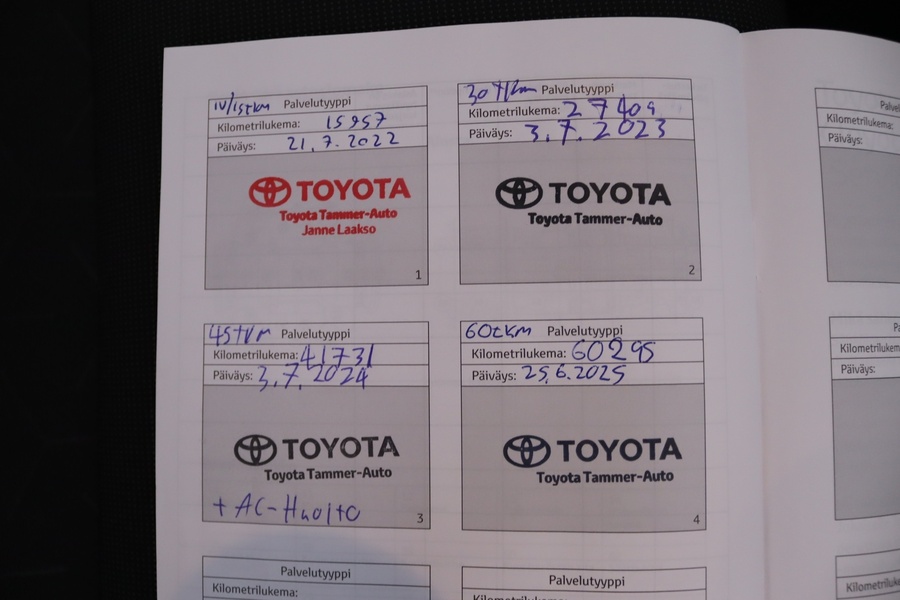 1V/15tkm Palvelutyyppi
Kilometrilukema: 15957
Päiväys: 21.7.2022
TOYOTA
Toyota Tammer-Auto
Janne Laakso
1
30 tkm Palvelutyyppi
Kilometrilukema: 27409
Päiväys: 3.7.2023
TOYOTA
Toyota Tammer-Auto
2
45tkm Palvelutyyppi
Kilometrilukema: 41731
Päiväys: 3.7.2024
TOYOTA
Toyota Tammer-Auto
+ AC-Huolto
3
60tkm Palvelutyyppi
Kilometrilukema: 60295
Päiväys: 25.6.2025
TOYOTA
Toyota Tammer-Auto
4
Palvelutyyppi
Kilometrilukema:
Palvelutyyppi
Kilometrilukema:
Päiväys:
Kilometrilukema:
Päiväys: